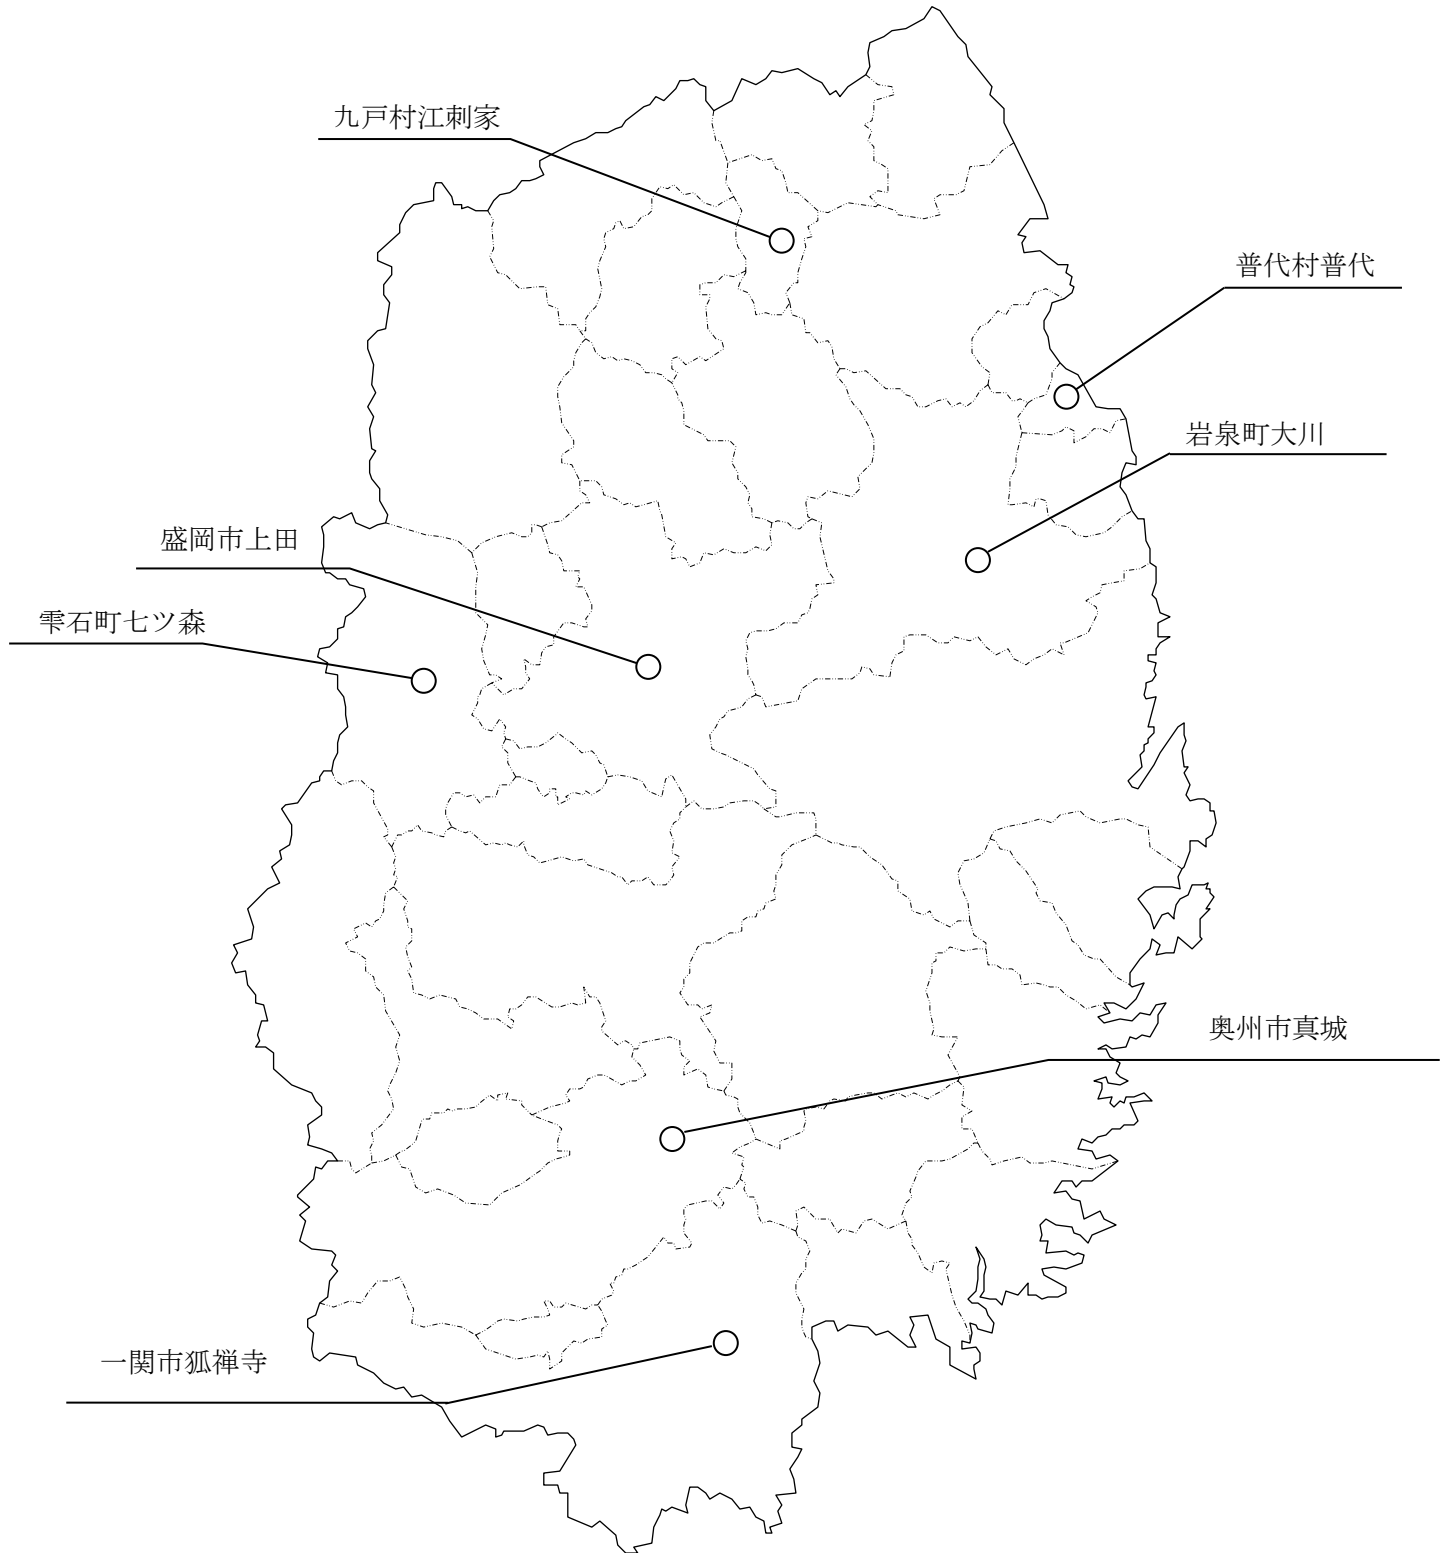 九戸村江刺家
普代村普代
岩泉町大川
盛岡市上田
雫石町七ツ森
奥州市真城
一関市狐禅寺